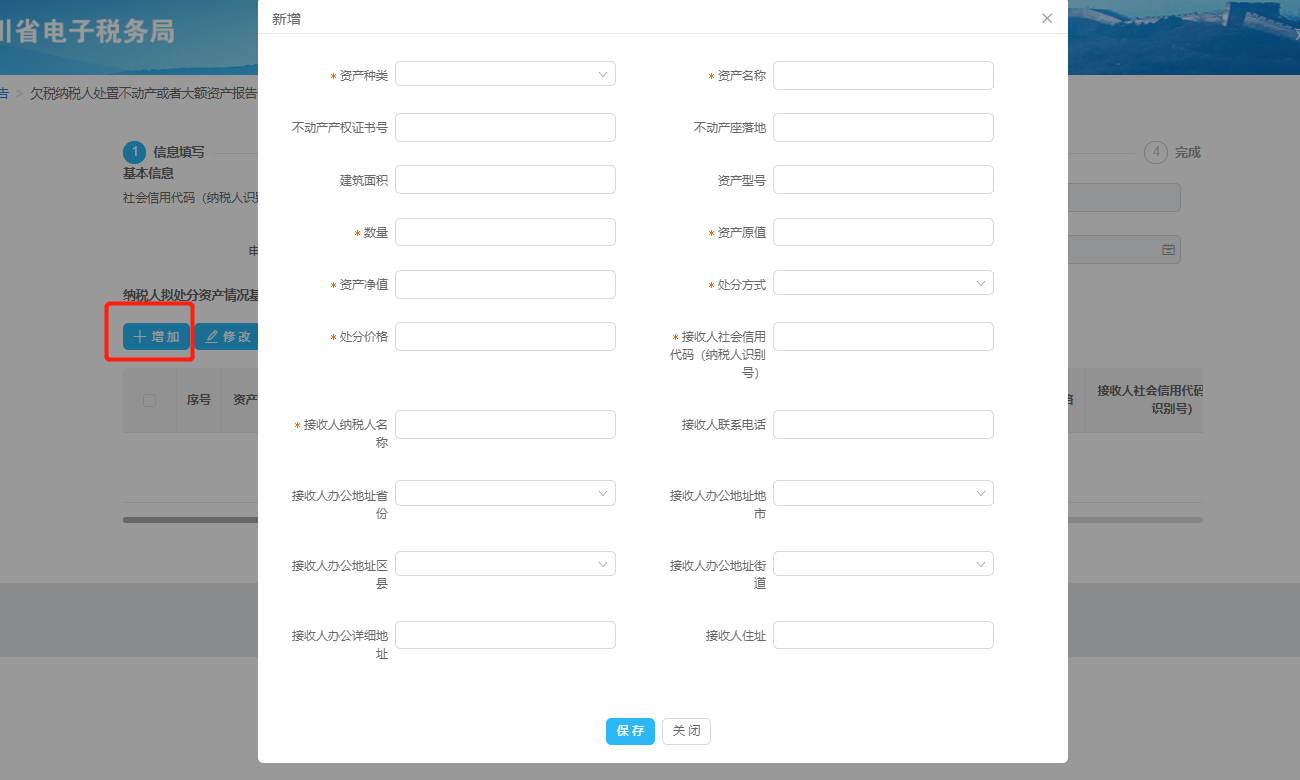 川省电子税务局
新增
告 > 欠税纳税人处置不动产或者大额资产报告
1 信息填写
4 完成
基本信息
社会信用代码（纳税人识别
申
纳税人拟处分资产情况基
增加
修改
序号
资产
接收人社会信用代码
识别号)
* 资产种类
* 资产名称
不动产产权证书号
不动产座落地
建筑面积
资产型号
* 数量
* 资产原值
* 资产净值
* 处分方式
* 处分价格
* 接收人社会信用
代码（纳税人识别
号）
* 接收人纳税人名
称
接收人联系电话
接收人办公地址省
份
接收人办公地址地
市
接收人办公地址区
县
接收人办公地址街
道
接收人办公详细地
址
接收人住址
保存
关闭